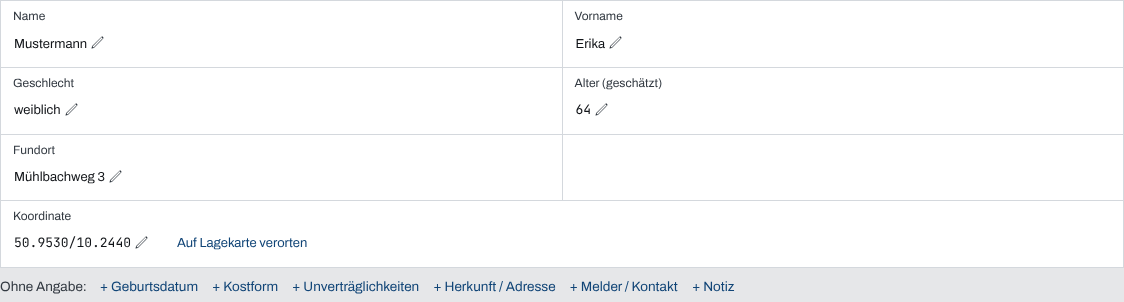 Name
Vorname
Mustermann
Erika
Geschlecht
Alter (geschätzt)
weiblich
64
Fundort
Mühlbachweg 3
Koordinate
50.9530/10.2440 Auf Lagekarte verorten
Ohne Angabe: + Geburtsdatum + Kostform + Unverträglichkeiten + Herkunft / Adresse + Melder / Kontakt + Notiz